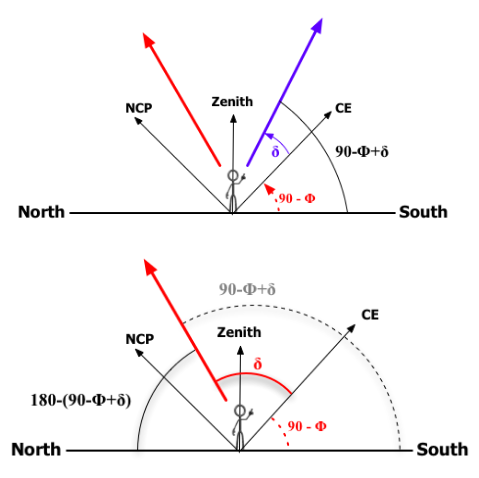 NCP
Zenith
CE
δ
90-Φ+δ
90 - Φ
North
South
90-Φ+δ
CE
NCP
Zenith
δ
180-(90-Φ+δ)
90 - Φ
North
South